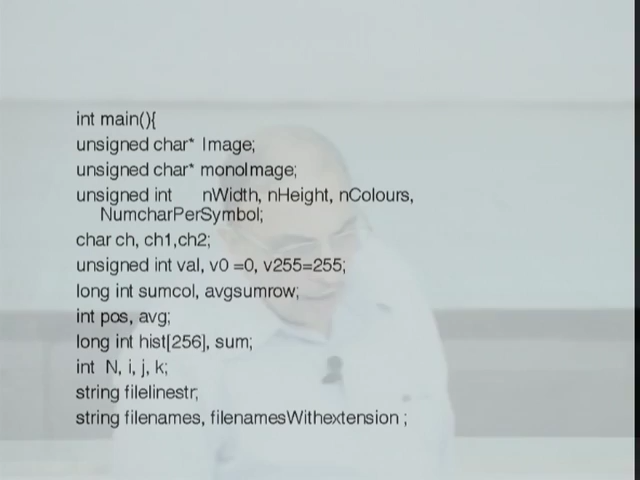 int main(){
unsigned char* Image;
unsigned char* monoImage;
unsigned int nWidth, nHeight, nColours,
NumcharPerSymbol;
char ch, ch1,ch2;
unsigned int val, v0 =0, v255=255;
long int sumcol, avgsumrow;
int pos, avg;
long int hist[256], sum;
int N, i, j, k;
string filelinestr;
string filenames, filenamesWithextension ;